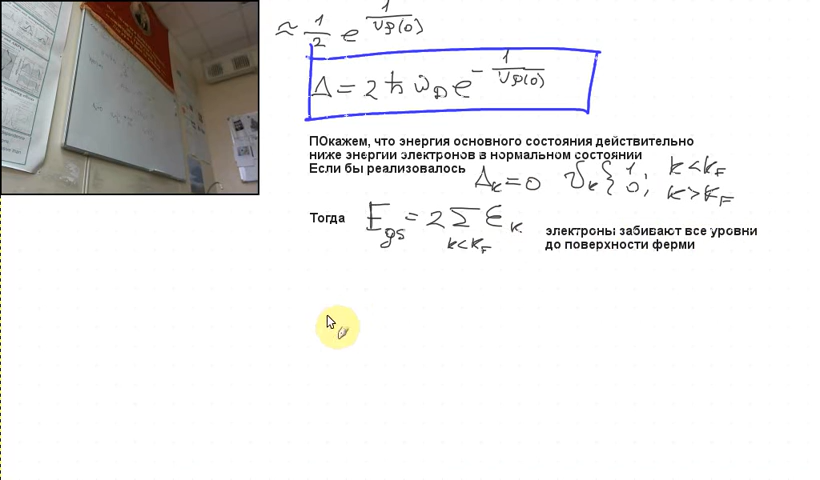 ≈ 1/2 e^{1/(Vρ(0))}
Δ = 2ħω_D e^{-1/(Vρ(0))}
ПОкажем, что энергия основного состояния действительно
ниже энергии электронов в нормальном состоянии
Если бы реализовалось Δ_k = 0 v_k { 1, k < k_F
0; k > k_F
Тогда E_gs = 2 Σ_{k<k_F} ε_k электроны забивают все уровни
до поверхности ферми